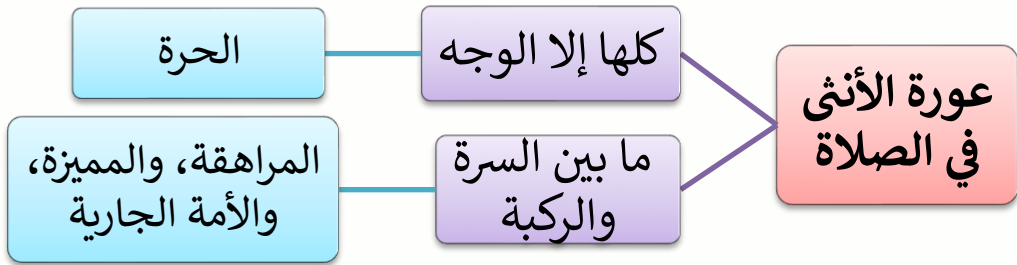 عورة الأنثى
في الصلاة
كلها إلا الوجه
الحرة
ما بين السرة
والركبة
المراهقة، والمميزة،
والأمة الجارية